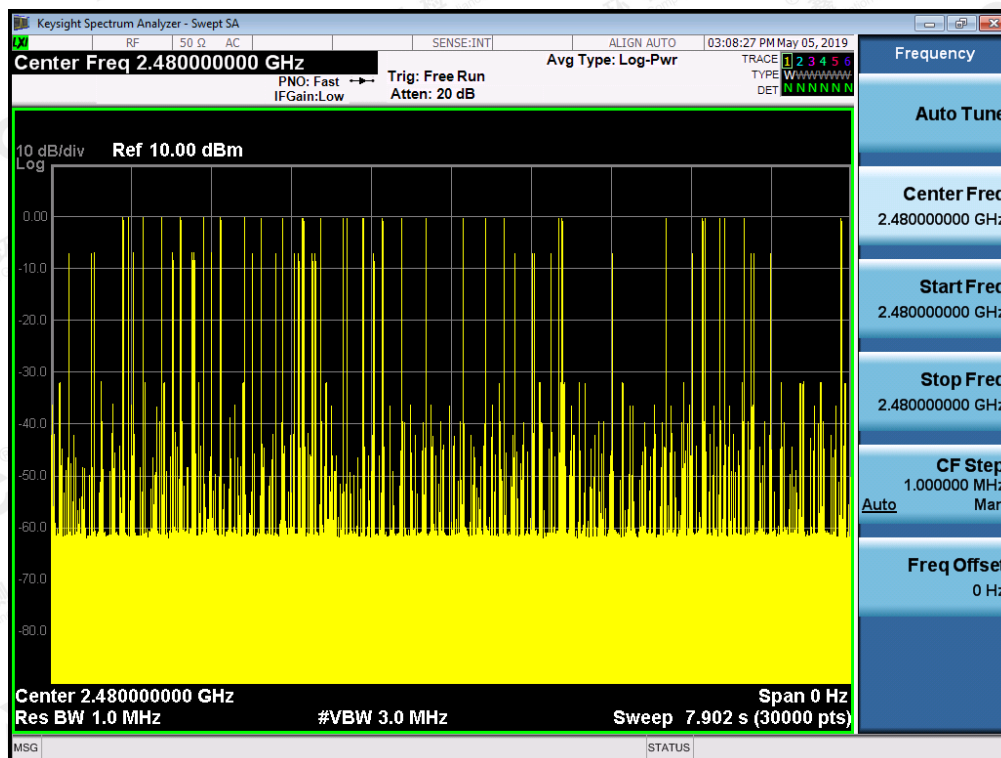 Keysight Spectrum Analyzer - Swept SA
LXI RF 50 Ω AC SENSE:INT ALIGN AUTO 03:08:27 PM May 05, 2019
Center Freq 2.480000000 GHz
PNO: Fast
IFGain:Low
Trig: Free Run
Atten: 20 dB
Avg Type: Log-Pwr
TRACE 1 2 3 4 5 6
TYPE WWWWWW
DET N N N N N N
10 dB/div Ref 10.00 dBm
Log
0.00
-10.0
-20.0
-30.0
-40.0
-50.0
-60.0
-70.0
-80.0
Center 2.480000000 GHz Span 0 Hz
Res BW 1.0 MHz #VBW 3.0 MHz Sweep 7.902 s (30000 pts)
MSG STATUS
Frequency
Auto Tune
Center Freq
2.480000000 GHz
Start Freq
2.480000000 GHz
Stop Freq
2.480000000 GHz
CF Step
1.000000 MHz
Auto Man
Freq Offset
0 Hz